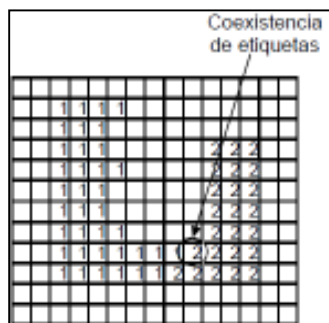 Coexistencia
de etiquetas
1 1 1 1
1 1 1
1 1 1 2 2 2
1 1 1 1 2 2 2
1 1 1 2 2 2
1 1 1 2 2 2
1 1 1 1 2 2 2
1 1 1 1 1 1 (2) 2 2 2
1 1 1 1 1 1 2 2 2 2 2